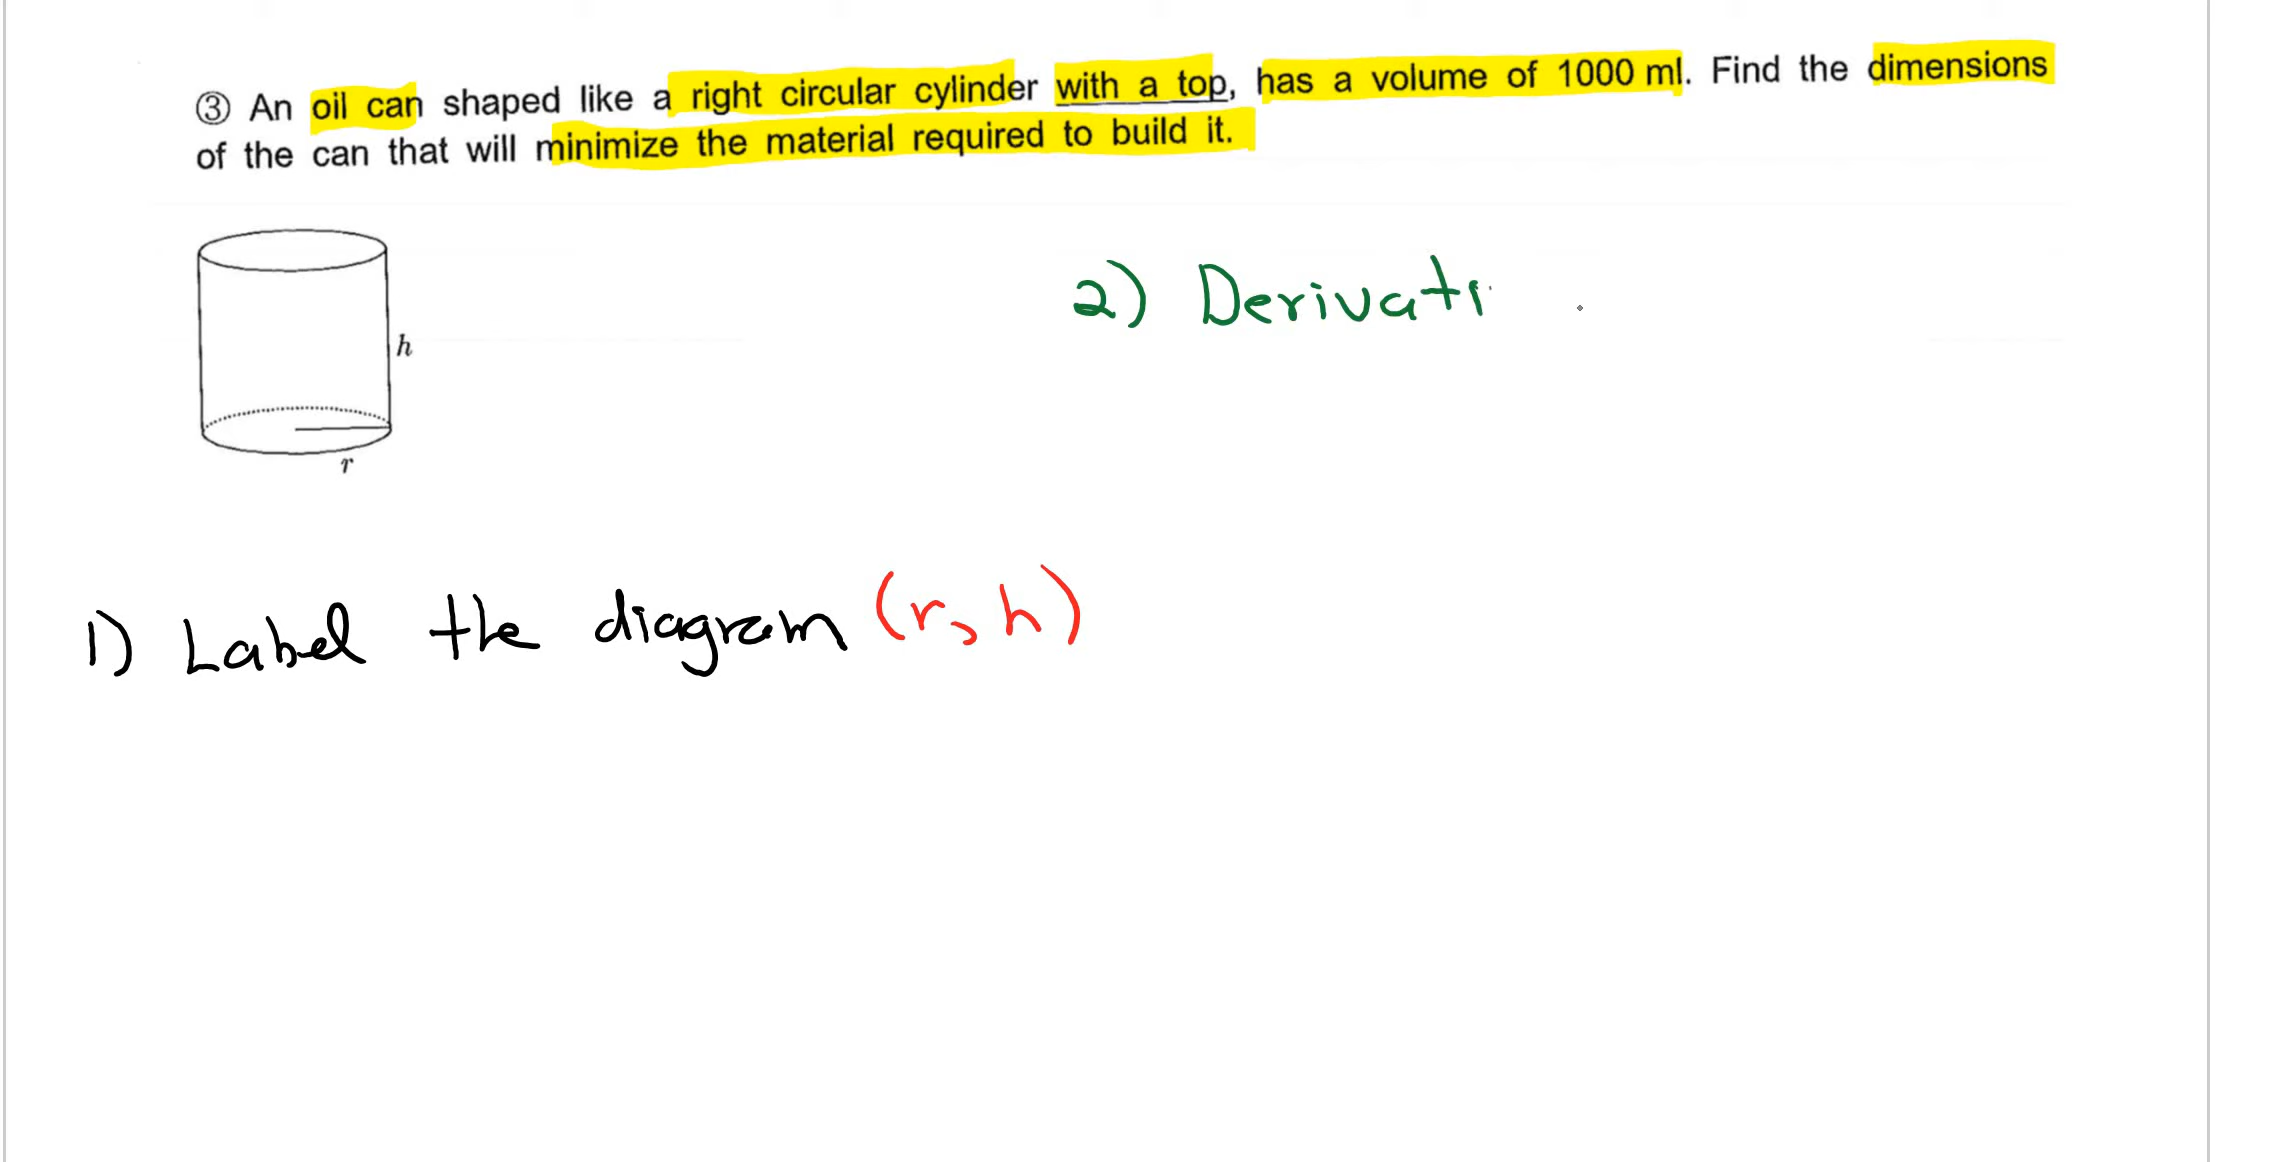 ③ An oil can shaped like a right circular cylinder with a top, has a volume of 1000 ml. Find the dimensions
of the can that will minimize the material required to build it.
2) Derivati
h
r
1) Label the diagram (r, h)